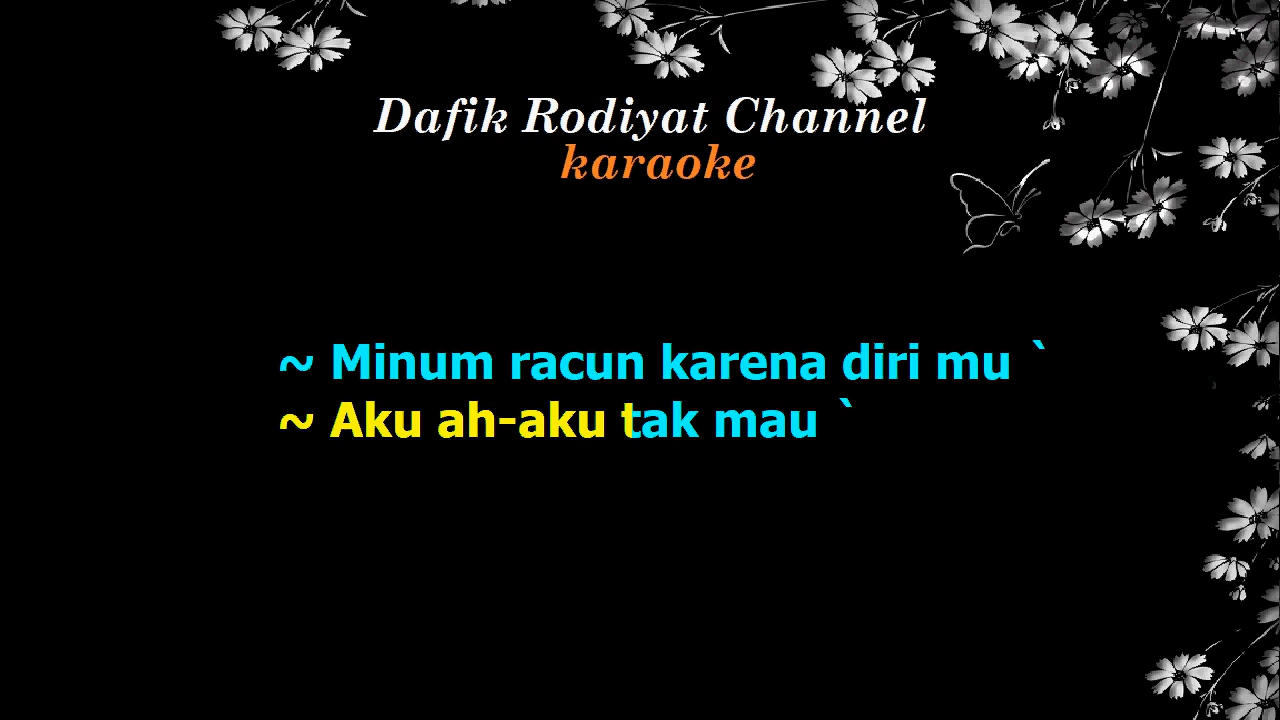 Dafik Rodiyat Channel
karaoke
~ Minum racun karena diri mu `
~ Aku ah-aku tak mau `